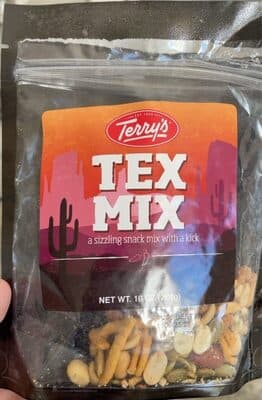 Terry's
TEX
MIX
a sizzling snack mix with a kick
NET WT.